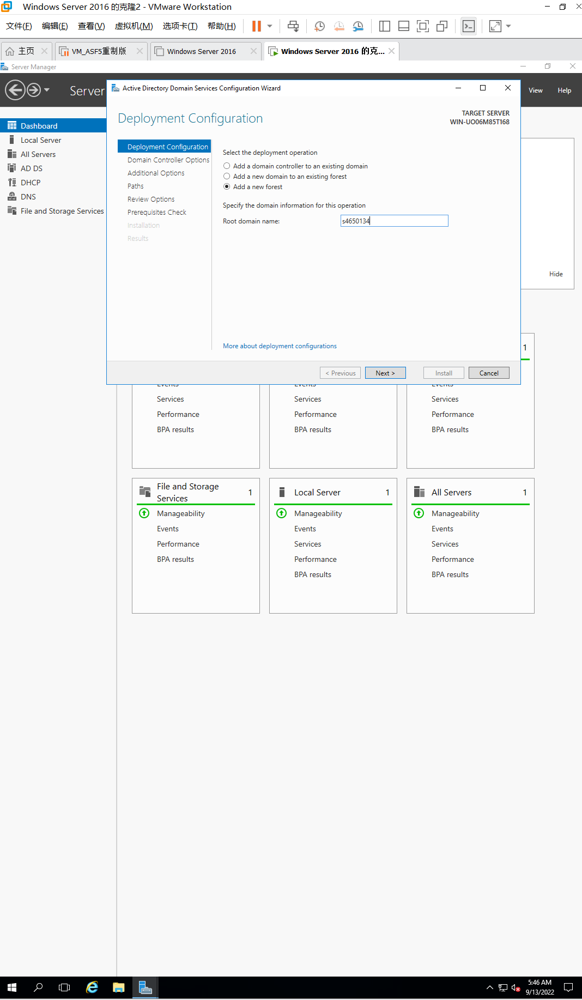 Windows Server 2016 的克隆2 - VMware Workstation
文件(F) 编辑(E) 查看(V) 虚拟机(M) 选项卡(T) 帮助(H)
主页 VM_ASF5重制版 Windows Server 2016 Windows Server 2016 的克...
Server Manager
Server
View Help
Active Directory Domain Services Configuration Wizard
Deployment Configuration
TARGET SERVER
WIN-UO06M85T168
Dashboard
Local Server
All Servers
AD DS
DHCP
DNS
File and Storage Services
Deployment Configuration
Domain Controller Options
Additional Options
Paths
Review Options
Prerequisites Check
Installation
Results
Select the deployment operation
Add a domain controller to an existing domain
Add a new domain to an existing forest
Add a new forest
Specify the domain information for this operation
Root domain name: s4650134
More about deployment configurations
< Previous Next > Install Cancel
Hide
1
Events Events Events
Services Services Services
Performance Performance Performance
BPA results BPA results BPA results
File and Storage Services 1
Manageability
Events
Performance
BPA results
Local Server 1
Manageability
Events
Services
Performance
BPA results
All Servers 1
Manageability
Events
Services
Performance
BPA results
5:46 AM
9/13/2022